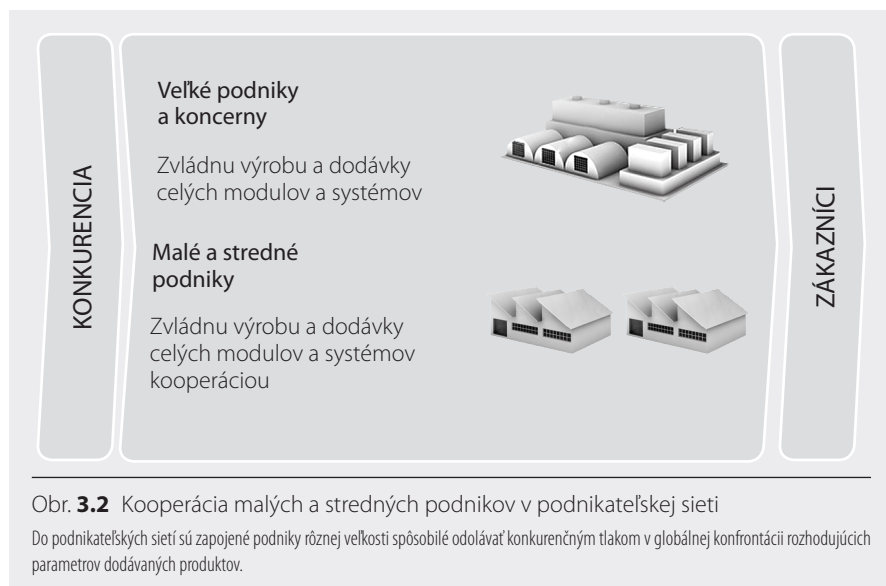 KONKURENCIA
Veľké podniky
a koncerny
Zvládnu výrobu a dodávky
celých modulov a systémov
Malé a stredné
podniky
Zvládnu výrobu a dodávky
celých modulov a systémov
kooperáciou
ZÁKAZNÍCI
Obr. 3.2 Kooperácia malých a stredných podnikov v podnikateľskej sieti
Do podnikateľských sietí sú zapojené podniky rôznej veľkosti spôsobilé odolávať konkurenčným tlakom v globálnej konfrontácii rozhodujúcich
parametrov dodávaných produktov.